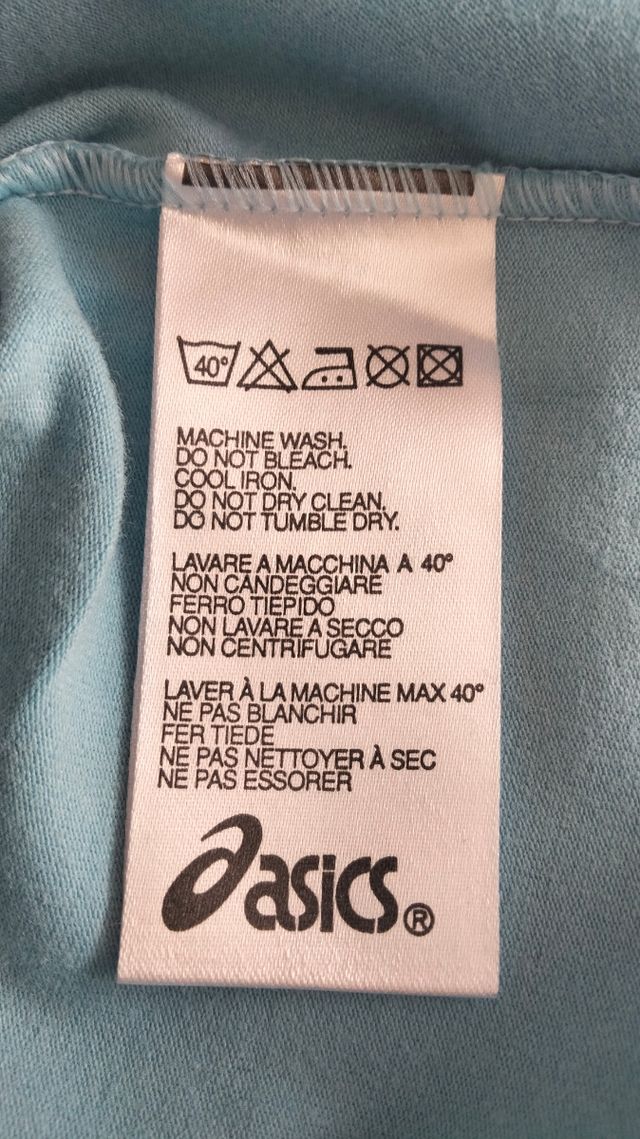 40°
MACHINE WASH.
DO NOT BLEACH.
COOL IRON.
DO NOT DRY CLEAN.
DO NOT TUMBLE DRY.
LAVARE A MACCHINA A 40°
NON CANDEGGIARE
FERRO TIEPIDO
NON LAVARE A SECCO
NON CENTRIFUGARE
LAVER À LA MACHINE MAX 40°
NE PAS BLANCHIR
FER TIEDE
NE PAS NETTOYER À SEC
NE PAS ESSORER
asics®